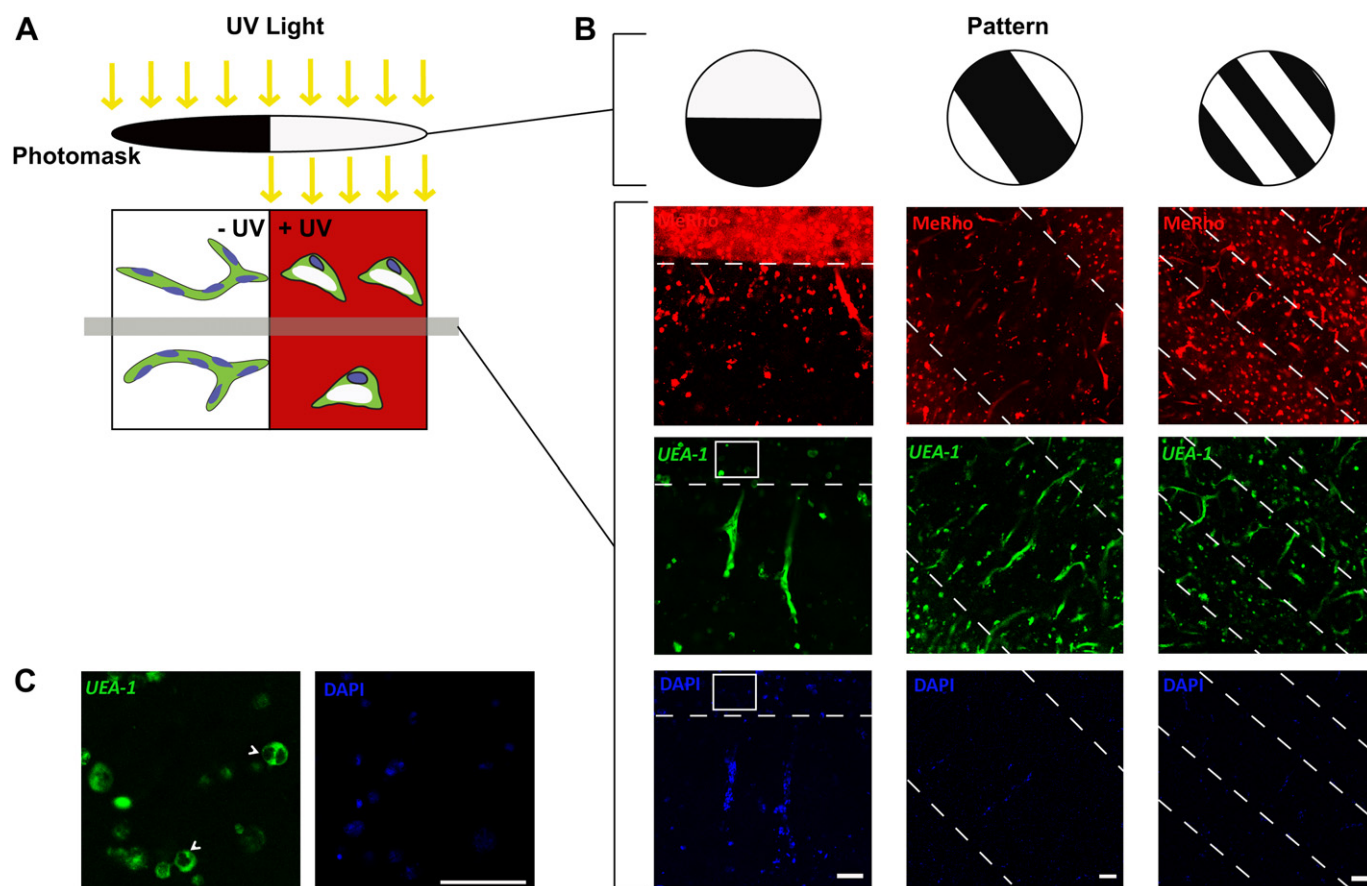 A
UV Light
Photomask
- UV + UV
B
Pattern
MeRho
MeRho
MeRho
UEA-1
UEA-1
UEA-1
DAPI
DAPI
DAPI
C
UEA-1
DAPI